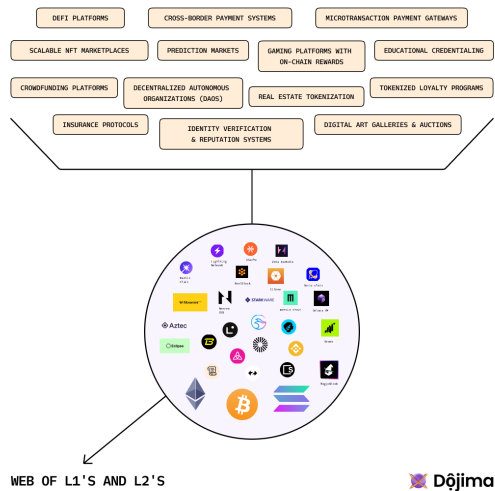 DEFI PLATFORMS
CROSS-BORDER PAYMENT SYSTEMS
MICROTRANSACTION PAYMENT GATEWAYS
SCALABLE NFT MARKETPLACES
PREDICTION MARKETS
GAMING PLATFORMS WITH
ON-CHAIN REWARDS
EDUCATIONAL CREDENTIALING
CROWDFUNDING PLATFORMS
DECENTRALIZED AUTONOMOUS
ORGANIZATIONS (DAOS)
REAL ESTATE TOKENIZATION
TOKENIZED LOYALTY PROGRAMS
INSURANCE PROTOCOLS
IDENTITY VERIFICATION
& REPUTATION SYSTEMS
DIGITAL ART GALLERIES & AUCTIONS
Lightning
Network
STARKWARE
Aztec
Eclipse
WEB OF L1'S AND L2'S
Dôjima